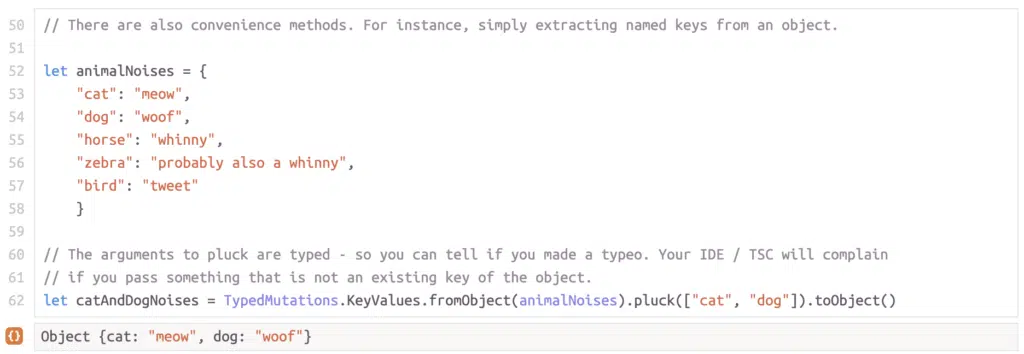 50 // There are also convenience methods. For instance, simply extracting named keys from an object.
51
52 let animalNoises = {
53     "cat": "meow",
54     "dog": "woof",
55     "horse": "whinny",
56     "zebra": "probably also a whinny",
57     "bird": "tweet"
58     }
59
60 // The arguments to pluck are typed - so you can tell if you made a typeo. Your IDE / TSC will complain
61 // if you pass something that is not an existing key of the object.
62 let catAndDogNoises = TypedMutations.KeyValues.fromObject(animalNoises).pluck(["cat", "dog"]).toObject()
{} Object {cat: "meow", dog: "woof"}